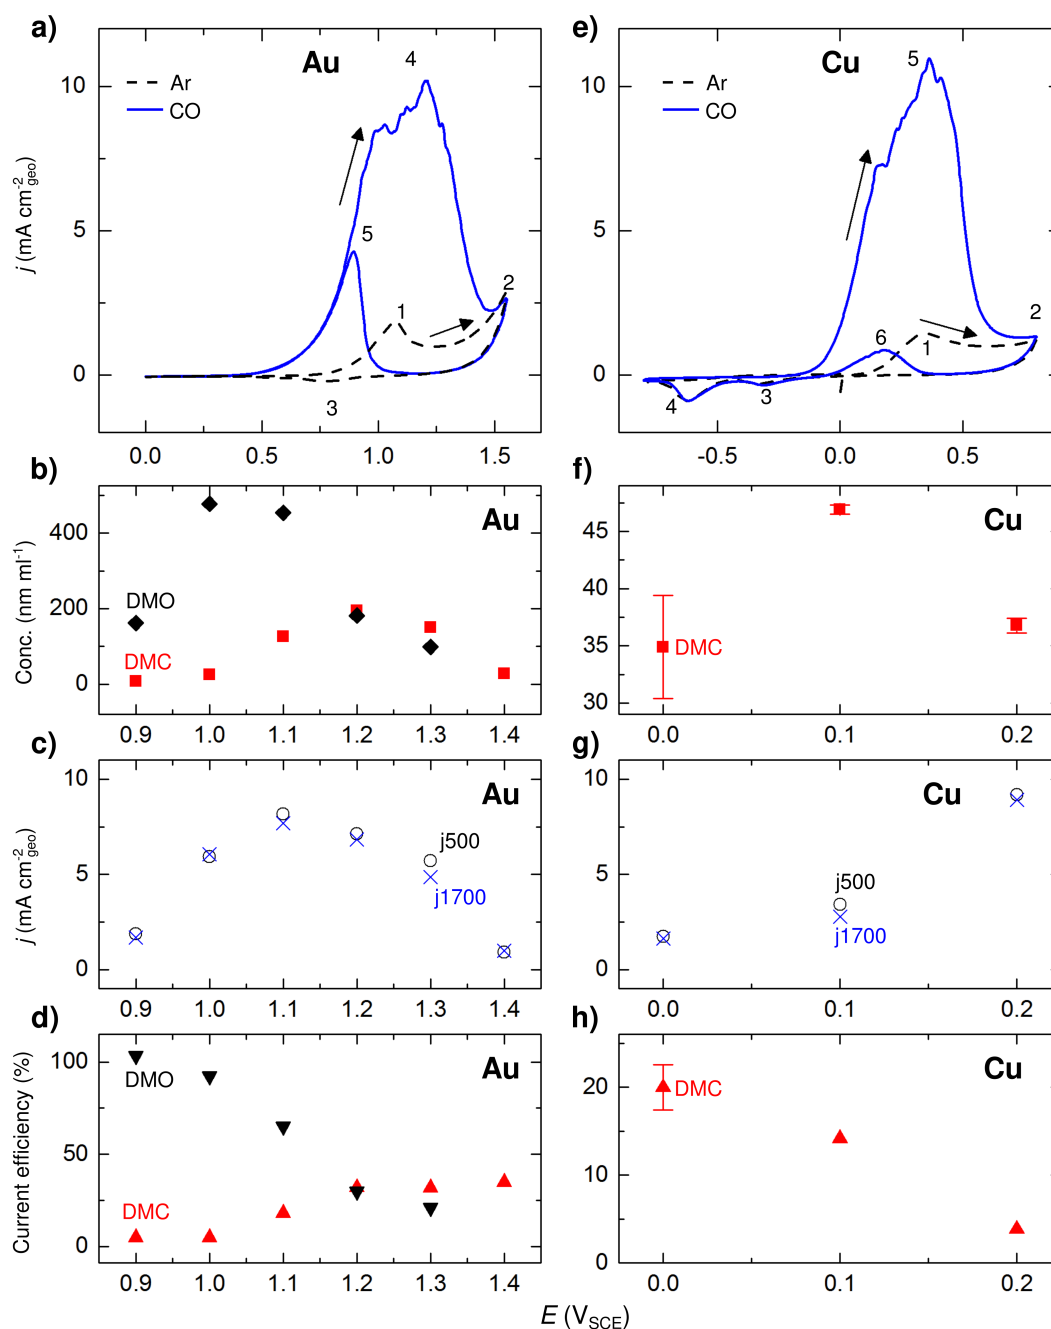 a)
Au
Ar
CO
10
5
0
j (mA cm⁻²geo)
1
2
3
4
5
0.0 0.5 1.0 1.5
e)
Cu
Ar
CO
10
5
0
1
2
3
4
5
6
-0.5 0.0 0.5
b)
Au
400
200
0
Conc. (nm ml⁻¹)
DMO
DMC
0.9 1.0 1.1 1.2 1.3 1.4
f)
Cu
45
40
35
30
DMC
0.0 0.1 0.2
c)
Au
10
5
0
j (mA cm⁻²geo)
j500
j1700
0.9 1.0 1.1 1.2 1.3 1.4
g)
Cu
10
5
0
j500
j1700
0.0 0.1 0.2
d)
Au
100
50
0
Current efficiency (%)
DMO
DMC
0.9 1.0 1.1 1.2 1.3 1.4
h)
Cu
20
10
0
DMC
0.0 0.1 0.2
E (VSCE)